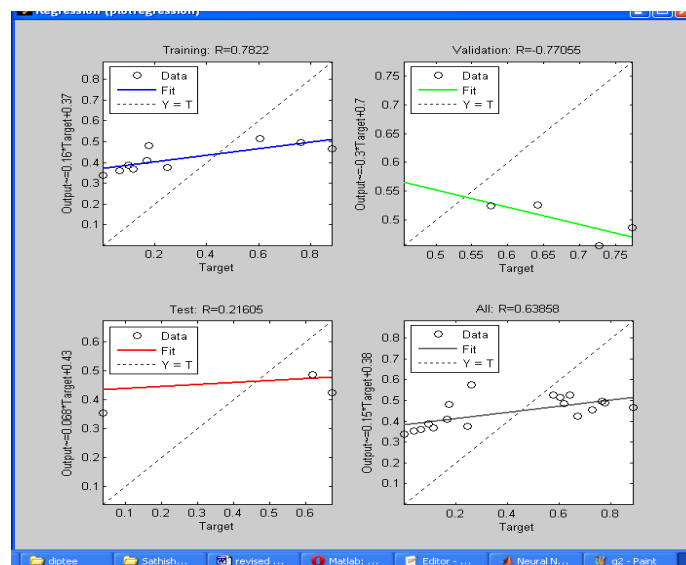 Regression (plotregression)
Training: R=0.7822
Output~=0.16*Target+0.37
Data
Fit
Y = T
0.8
0.7
0.6
0.5
0.4
0.3
0.2
0.1
0.2
0.4
0.6
0.8
Target
Validation: R=-0.77055
Output~=-0.3*Target+0.7
Data
Fit
Y = T
0.75
0.7
0.65
0.6
0.55
0.5
0.5
0.55
0.6
0.65
0.7
0.75
Target
Test: R=0.21605
Output~=0.068*Target+0.43
Data
Fit
Y = T
0.6
0.5
0.4
0.3
0.2
0.1
0.1
0.2
0.3
0.4
0.5
0.6
Target
All: R=0.63858
Output~=0.15*Target+0.38
Data
Fit
Y = T
0.8
0.7
0.6
0.5
0.4
0.3
0.2
0.1
0.2
0.4
0.6
0.8
Target
diptee
Sathish...
revised ...
Matlab: ...
Editor - ...
Neural N...
g2 - Paint